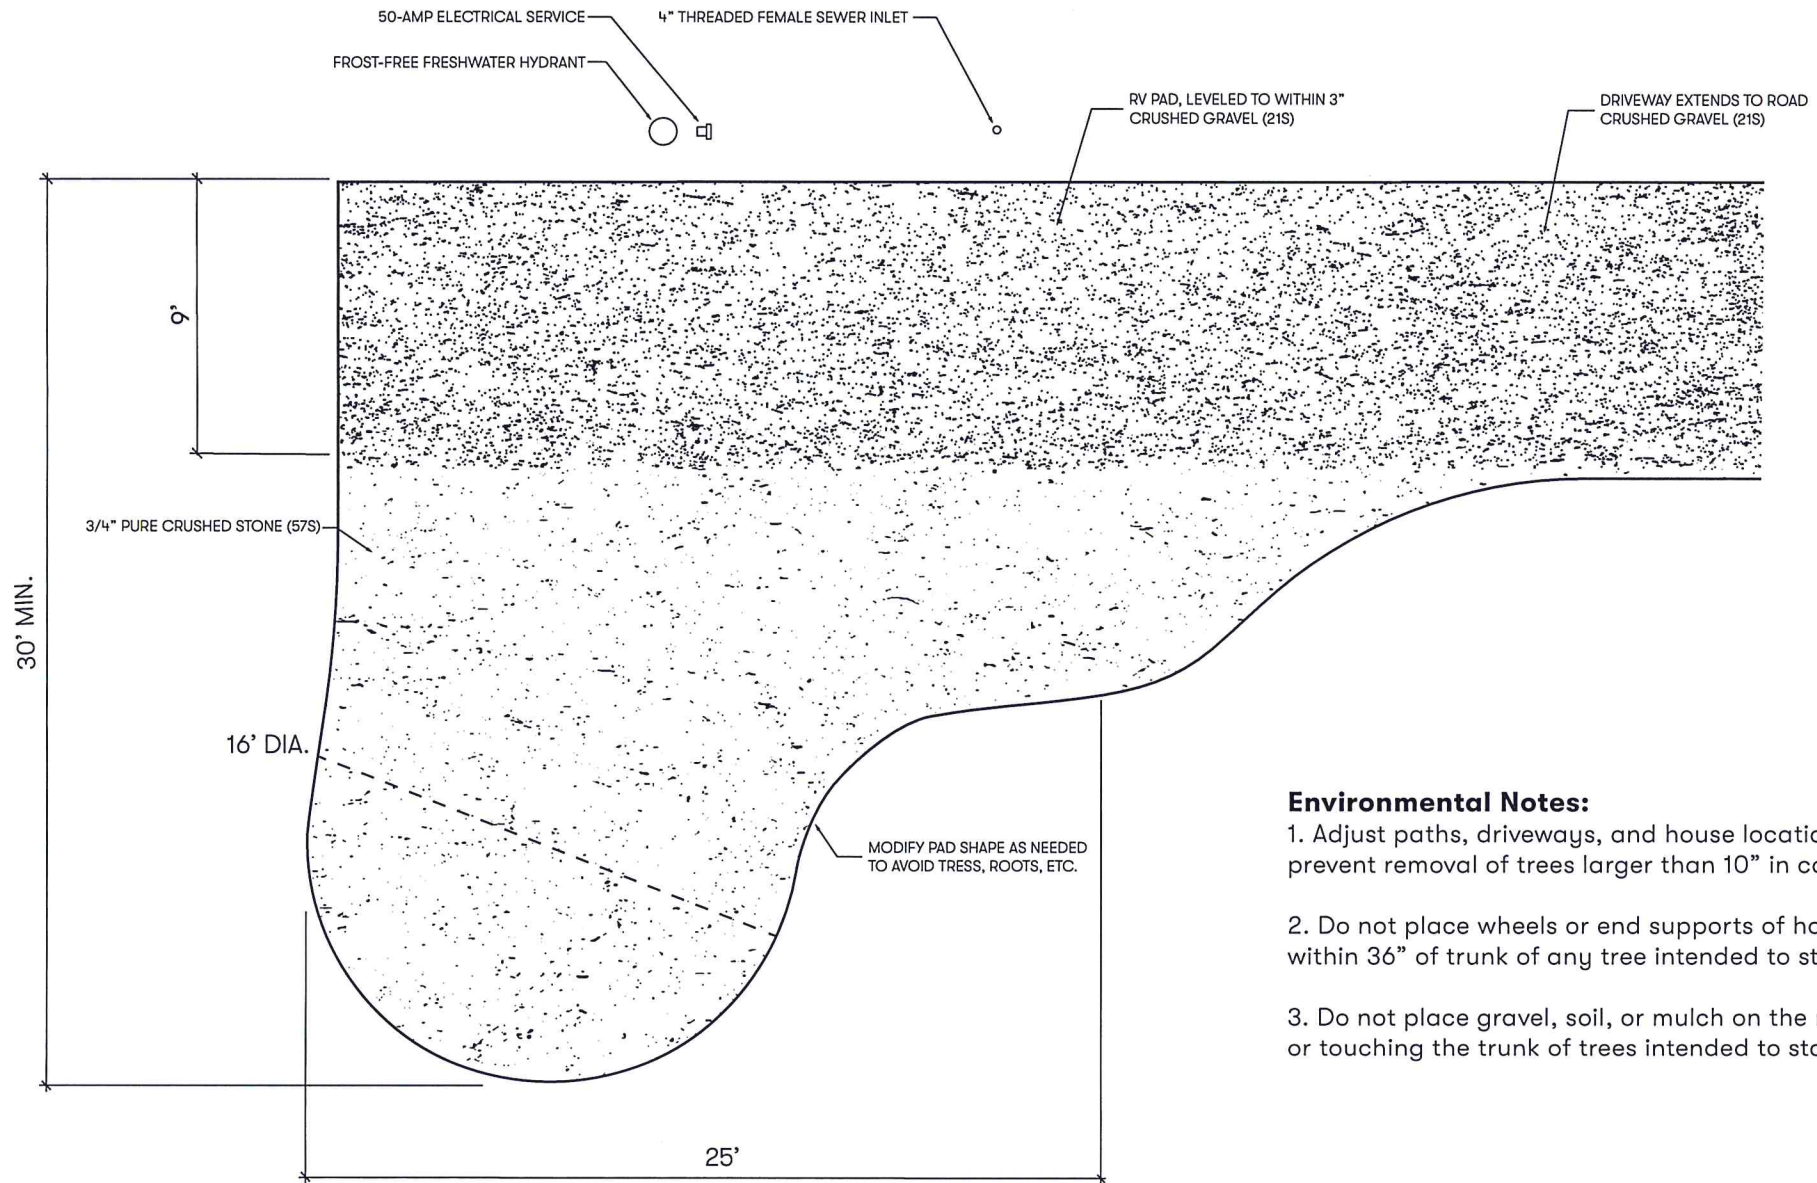 50-AMP ELECTRICAL SERVICE
4" THREADED FEMALE SEWER INLET
FROST-FREE FRESHWATER HYDRANT
RV PAD, LEVELED TO WITHIN 3"
CRUSHED GRAVEL (21S)
DRIVEWAY EXTENDS TO ROAD
CRUSHED GRAVEL (21S)
9'
3/4" PURE CRUSHED STONE (57S)
30' MIN.
16' DIA.
MODIFY PAD SHAPE AS NEEDED
TO AVOID TRESS, ROOTS, ETC.
Environmental Notes:
1. Adjust paths, driveways, and house
prevent removal of trees larger than 10” in
2. Do not place wheels or end supports of
within 36” of trunk of any tree intended to
3. Do not place gravel, soil, or mulch on the
or touching the trunk of trees intended to
25'